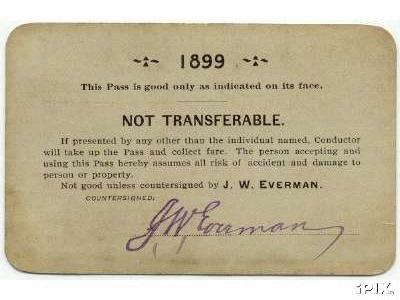 1899
This Pass is good only as indicated on its face.
NOT TRANSFERABLE.
If presented by any other than the individual named, Conductor
will take up the Pass and collect fare. The person accepting and
using this Pass hereby assumes all risk of accident and damage to
person or property.
Not good unless countersigned by J. W. EVERMAN.
COUNTERSIGNED:
J W Everman
iPIX